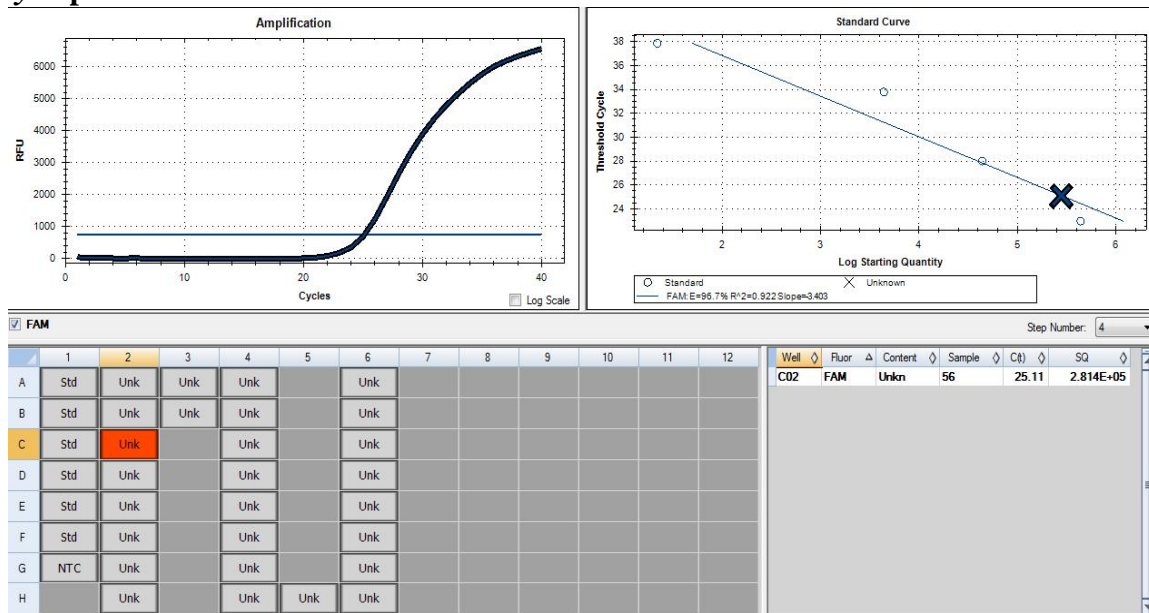 Amplification
6000
5000
4000
3000
2000
1000
0
RFU
0 10 20 30 40
Cycles
Log Scale
Standard Curve
38
36
34
32
30
28
26
24
Threshold Cycle
2 3 4 5 6
Log Starting Quantity
Standard Unknown
FAM: E=96.7% R^2=0.922 Slope=-3.403
FAM
Step Number: 4
1 2 3 4 5 6 7 8 9 10 11 12
A Std Unk Unk Unk Unk
B Std Unk Unk Unk Unk
C Std Unk Unk Unk
D Std Unk Unk Unk
E Std Unk Unk Unk
F Std Unk Unk Unk
G NTC Unk Unk Unk
H Unk Unk Unk Unk
Well Fluor Content Sample C(t) SQ
C02 FAM Unkn 56 25.11 2.814E+05